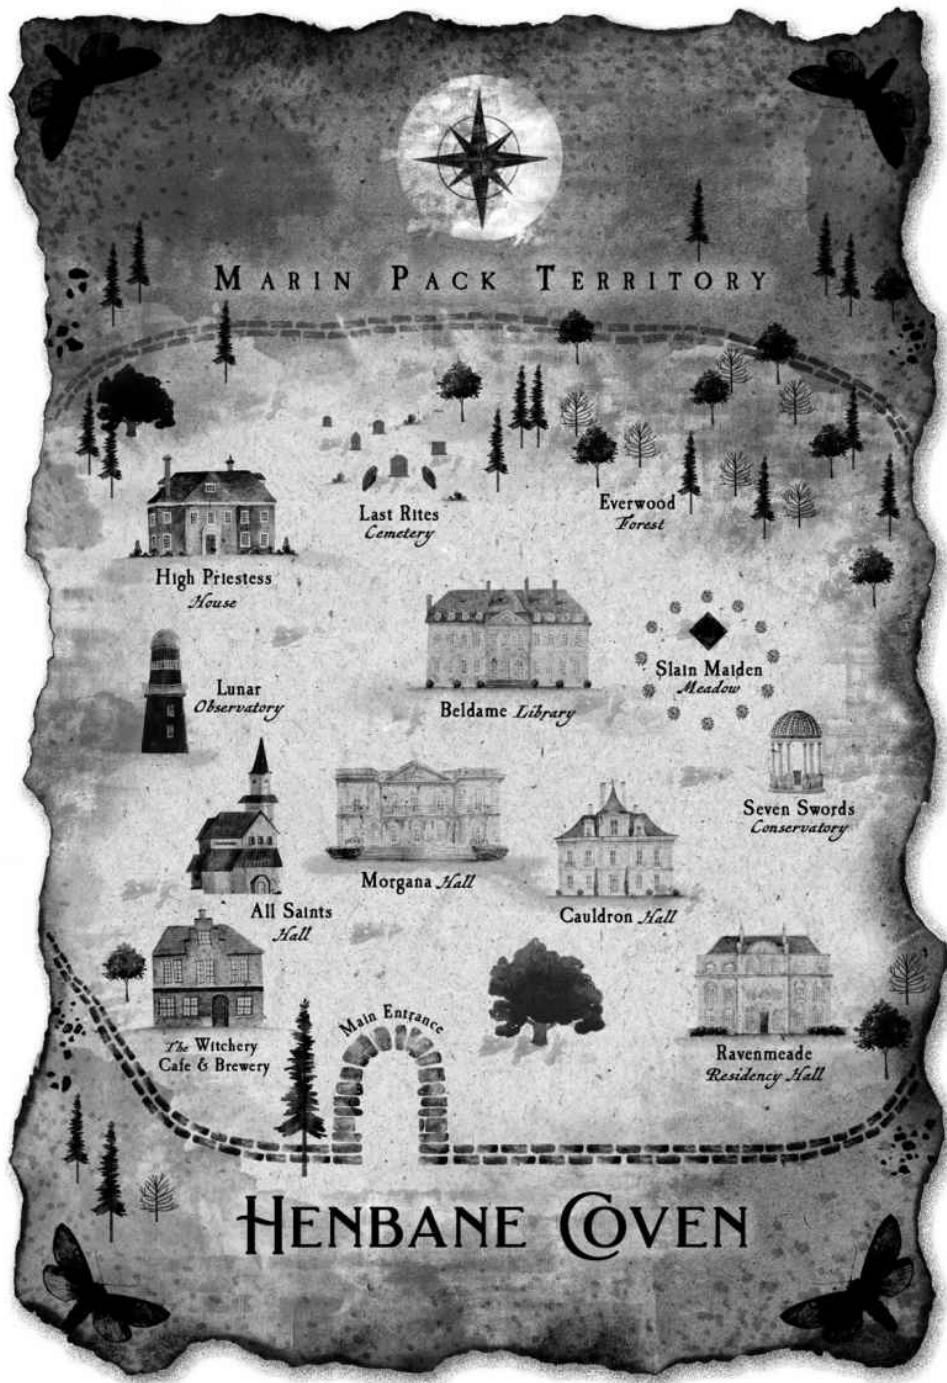 MARIN PACK TERRITORY
Last Rites
Cemetery
Everwood
Forest
High Priestess
House
Slain Maiden
Meadow
Lunar
Observatory
Beldame Library
Seven Swords
Conservatory
Morgana Hall
All Saints
Hall
Cauldron Hall
Main Entrance
The Witchery
Cafe & Brewery
Ravenmeade
Residency Hall
HENBANE COVEN